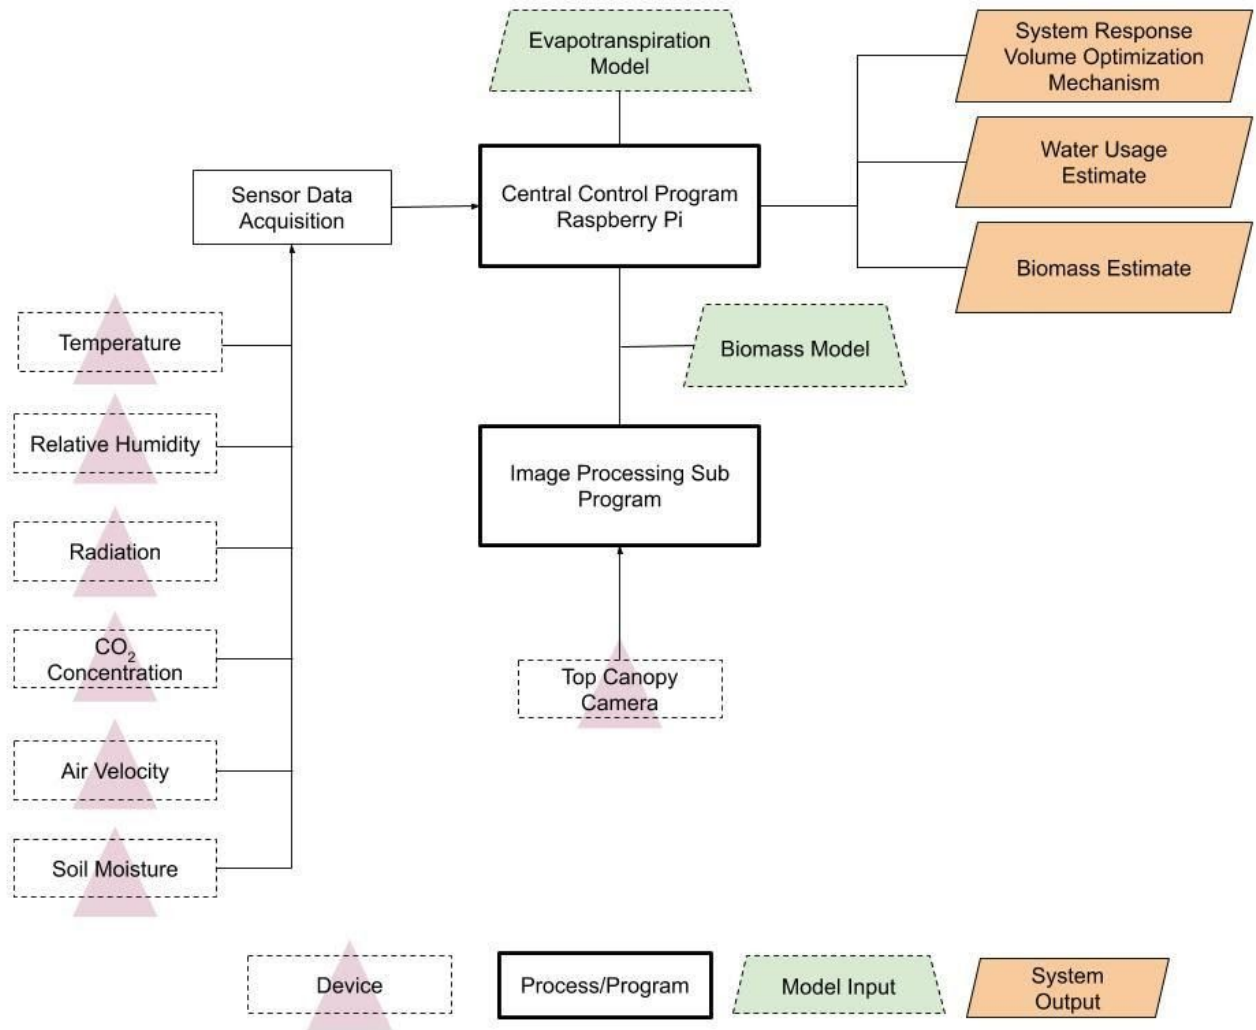 Evapotranspiration
Model
System Response
Volume Optimization
Mechanism
Water Usage
Estimate
Biomass Estimate
Sensor Data
Acquisition
Central Control Program
Raspberry Pi
Biomass Model
Temperature
Relative Humidity
Radiation
CO₂
Concentration
Air Velocity
Soil Moisture
Image Processing Sub
Program
Top Canopy
Camera
Device
Process/Program
Model Input
System
Output